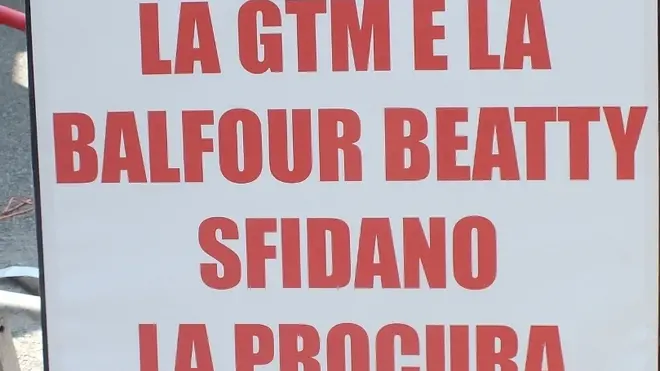 LA GTM E LA
BALFOUR BEATTY
SFIDANO
LA PROCURA